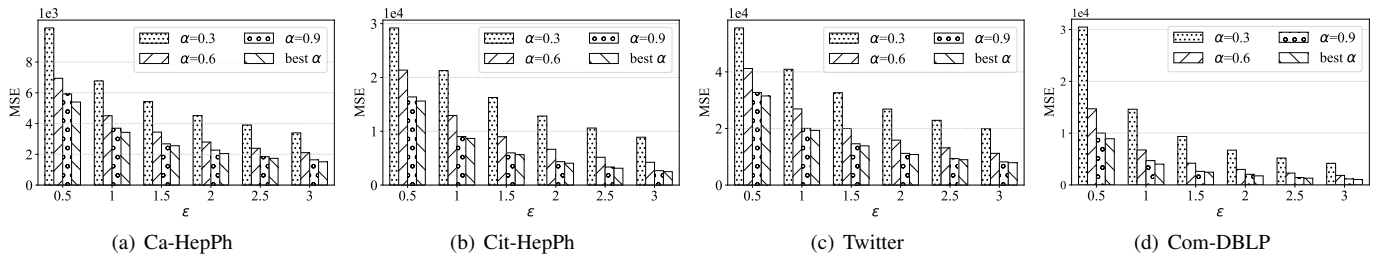 1e3
α=0.3
α=0.9
α=0.6
best α
MSE
8
6
4
2
0
0.5 1 1.5 2 2.5 3
ε
(a) Ca-HepPh
1e4
α=0.3
α=0.9
α=0.6
best α
MSE
3
2
1
0
0.5 1 1.5 2 2.5 3
ε
(b) Cit-HepPh
1e4
α=0.3
α=0.9
α=0.6
best α
MSE
4
2
0
0.5 1 1.5 2 2.5 3
ε
(c) Twitter
1e4
α=0.3
α=0.9
α=0.6
best α
MSE
3
2
1
0
0.5 1 1.5 2 2.5 3
ε
(d) Com-DBLP